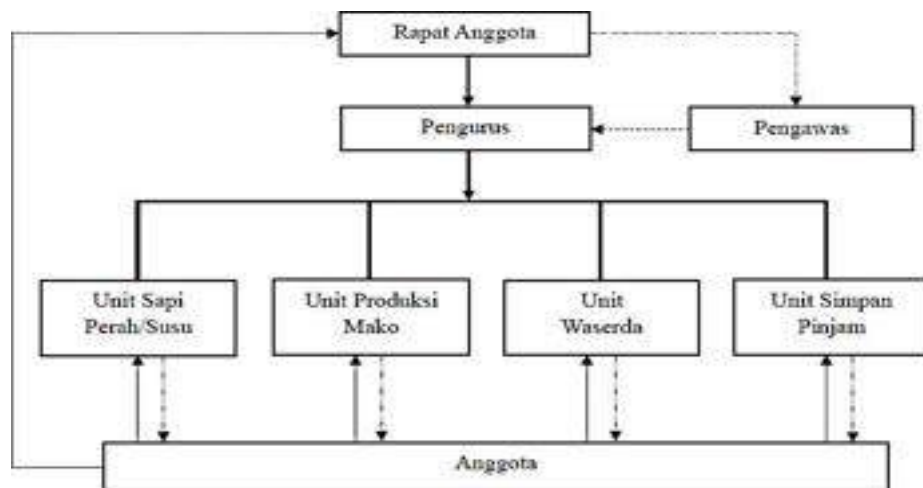 Rapat Anggota
Pengurus
Pengawas
Unit Sapi
Perah/Susu
Unit Produksi
Mako
Unit
Waserda
Unit Simpan
Pinjam
Anggota